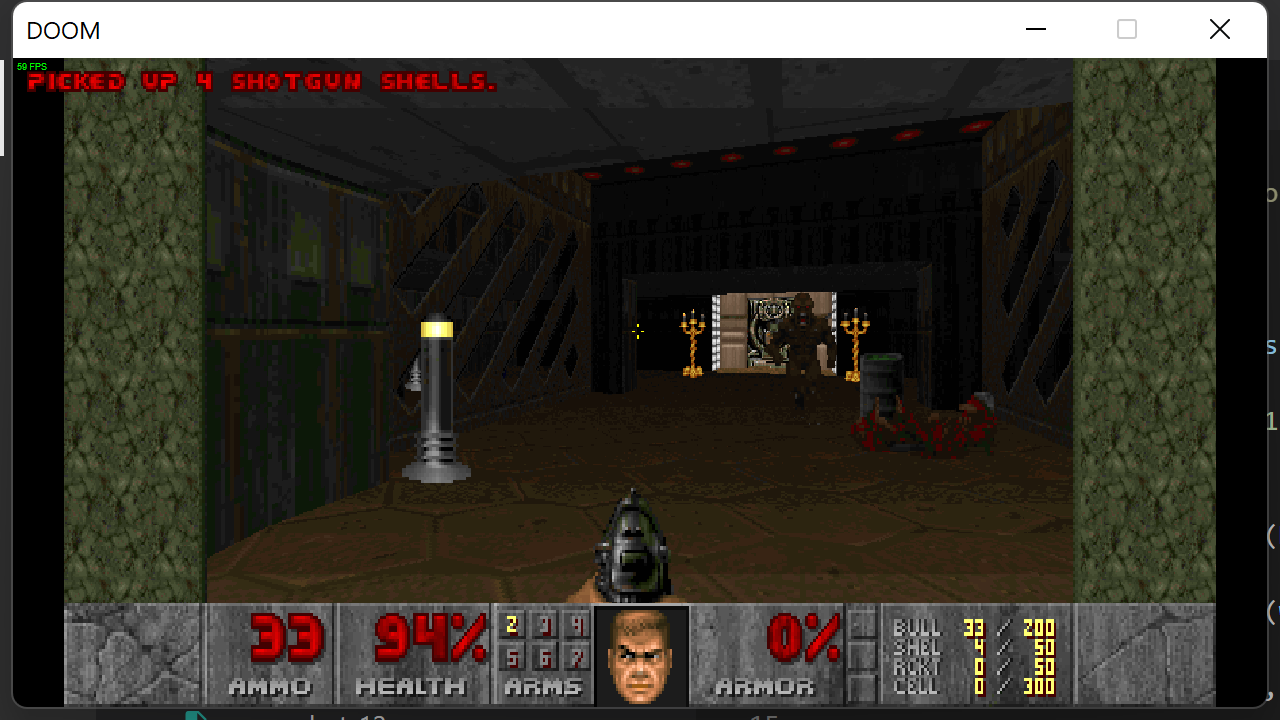 DOOM
59 FPS
PICKED UP 4 SHOTGUN SHELLS.
33 94% 2 3 4 0%
5 6 7
AMMO HEALTH ARMS ARMOR
BULL 33 / 200
SHEL 4 / 50
RCKT 0 / 50
CELL 0 / 300